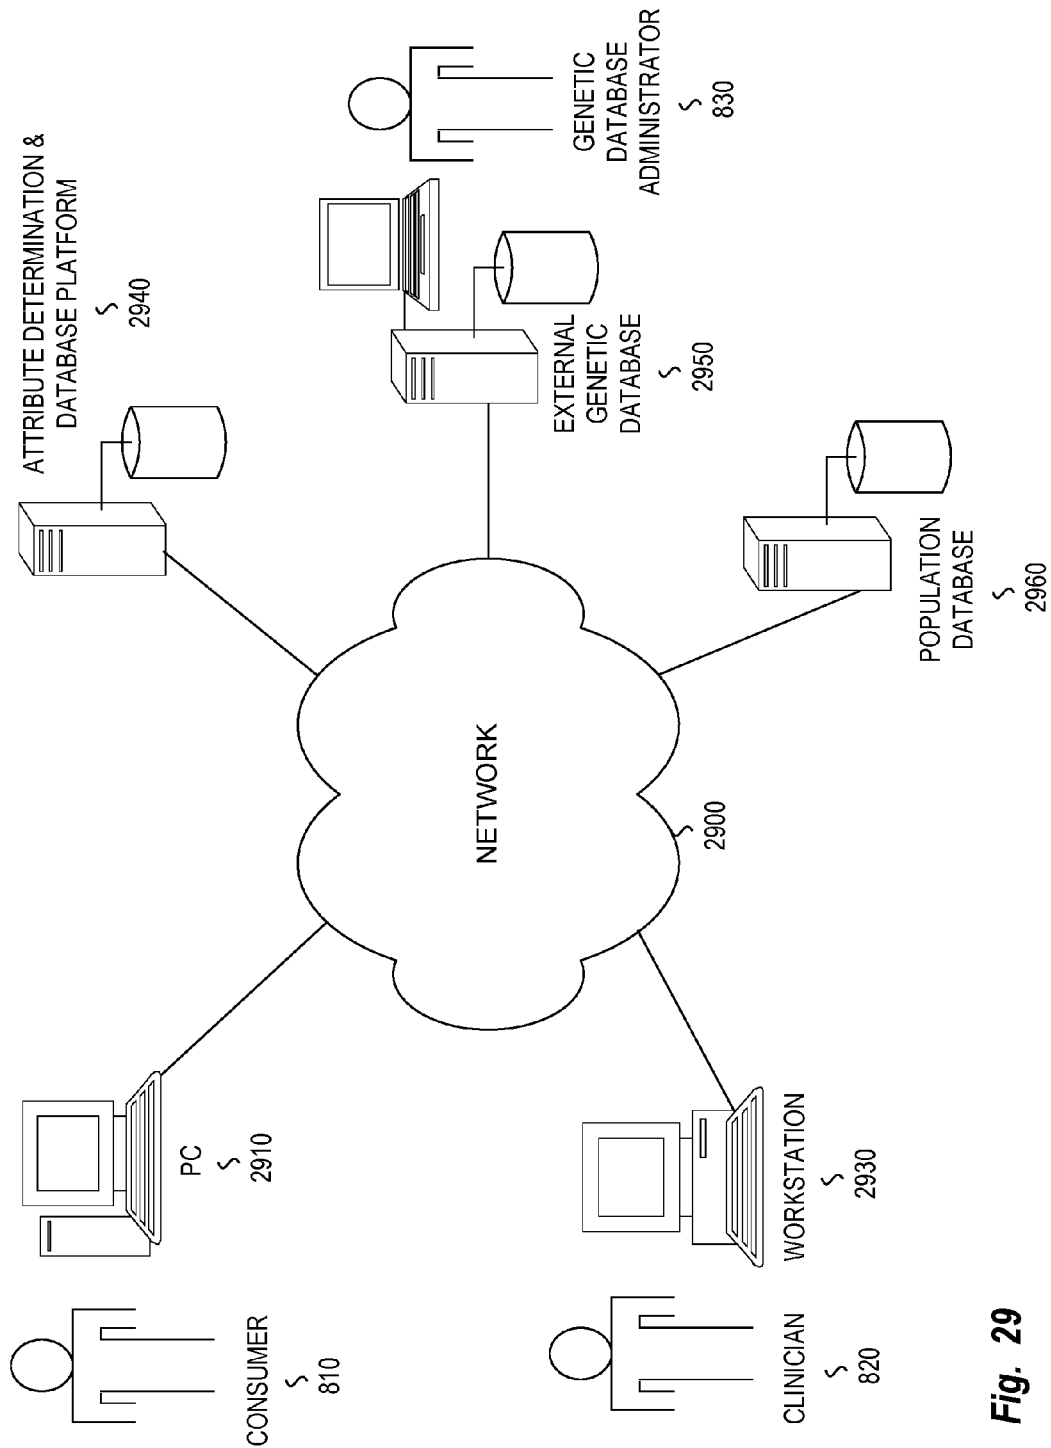 ATTRIBUTE DETERMINATION &
DATABASE PLATFORM
2940
CONSUMER
810
PC
2910
NETWORK
2900
EXTERNAL
GENETIC
DATABASE
2950
GENETIC
DATABASE
ADMINISTRATOR
830
CLINICIAN
820
WORKSTATION
2930
POPULATION
DATABASE
2960
Fig. 29